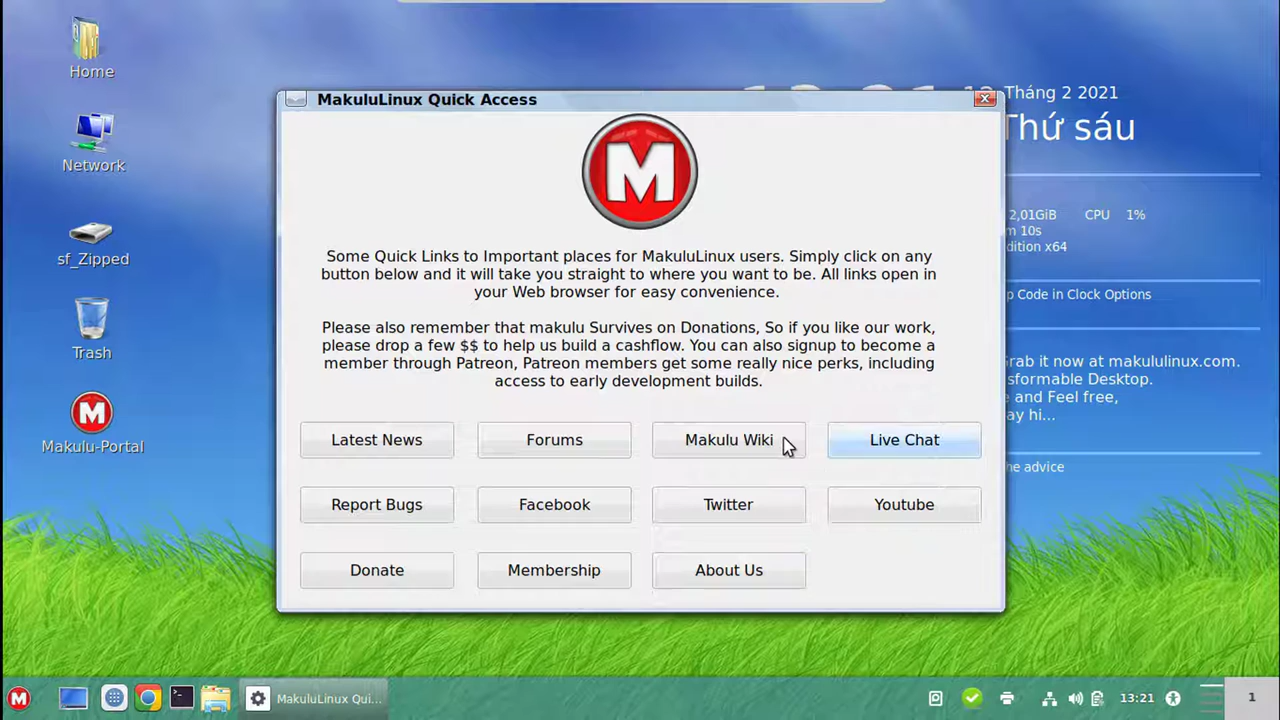 Home
Network
sf_Zipped
Trash
Makulu-Portal
MakuluLinux Quick Access
M
Some Quick Links to Important places for MakuluLinux users. Simply click on any
button below and it will take you straight to where you want to be. All links open in
your Web browser for easy convenience.
Please also remember that makulu Survives on Donations, So if you like our work,
please drop a few $$ to help us build a cashflow. You can also signup to become a
member through Patreon, Patreon members get some really nice perks, including
access to early development builds.
Latest News Forums Makulu Wiki Live Chat
Report Bugs Facebook Twitter Youtube
Donate Membership About Us
Tháng 2 2021
Thứ sáu
2,01GiB CPU 1%
m 10s
dition x64
p Code in Clock Options
Grab it now at makululinux.com.
sformable Desktop.
e and Feel free,
ay hi...
he advice
M
MakuluLinux Qui...
13:21
1